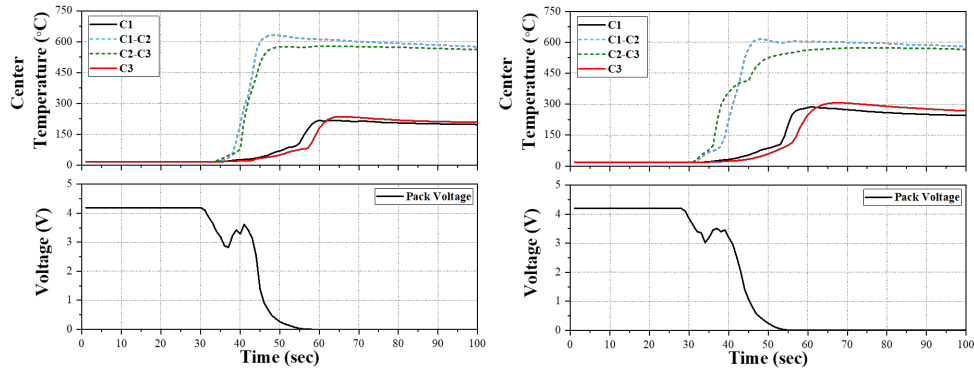 Center
Temperature (°C)
750
600
450
300
150
0
C1
C1-C2
C2-C3
C3
Voltage (V)
5
4
3
2
1
0
Pack Voltage
0 10 20 30 40 50 60 70 80 90 100
Time (sec)
Center
Temperature (°C)
750
600
450
300
150
0
C1
C1-C2
C2-C3
C3
Voltage (V)
5
4
3
2
1
0
Pack Voltage
0 10 20 30 40 50 60 70 80 90 100
Time (sec)